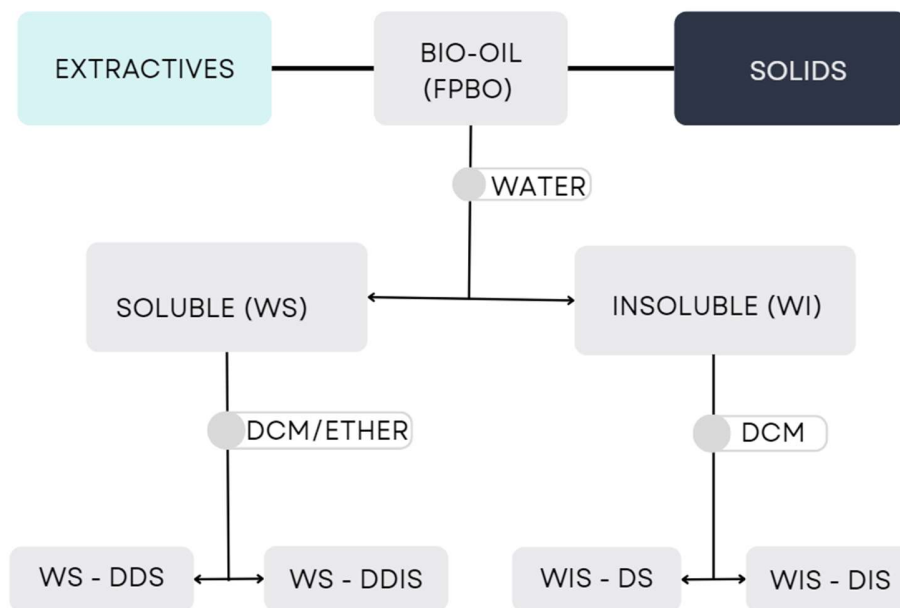 EXTRACTIVES
BIO-OIL
(FPBO)
SOLIDS
WATER
SOLUBLE (WS)
INSOLUBLE (WI)
DCM/ETHER
DCM
WS - DDS
WS - DDIS
WIS - DS
WIS - DIS